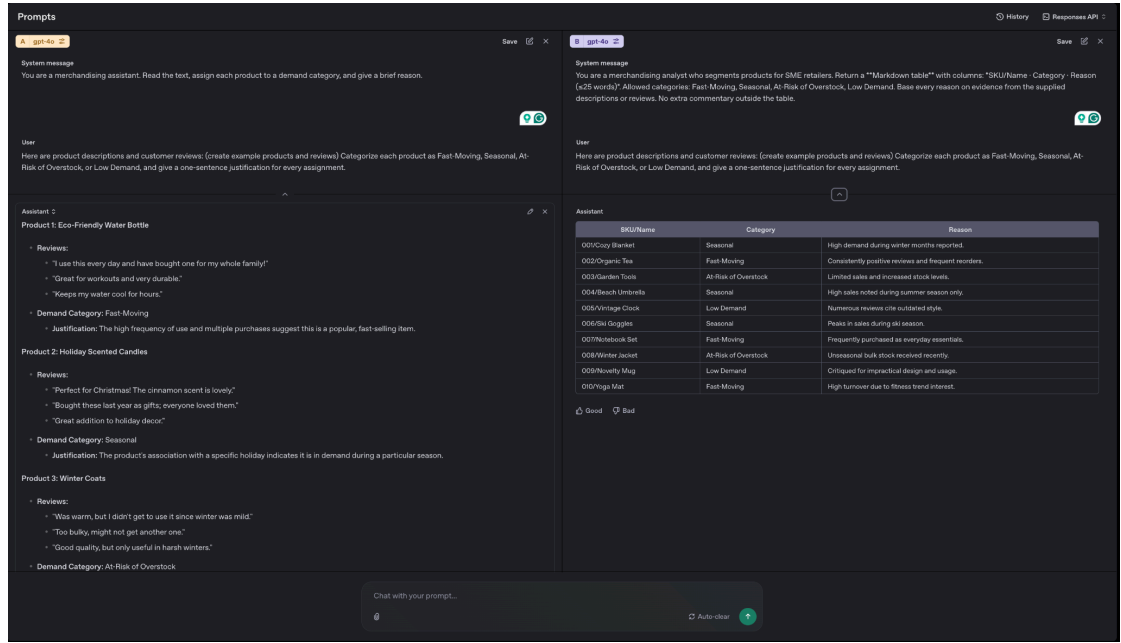 Prompts
History
Responses API
A gpt-4o
Save
System message
You are a merchandising assistant. Read the text, assign each product to a demand category, and give a brief reason.
User
Here are product descriptions and customer reviews: (create example products and reviews) Categorize each product as Fast-Moving, Seasonal, At-
Risk of Overstock, or Low Demand, and give a one-sentence justification for every assignment.
Assistant
Product 1: Eco-Friendly Water Bottle
Reviews:
"I use this every day and have bought one for my whole family!"
"Great for workouts and very durable."
"Keeps my water cool for hours."
Demand Category: Fast-Moving
Justification: The high frequency of use and multiple purchases suggest this is a popular, fast-selling item.
Product 2: Holiday Scented Candles
Reviews:
"Perfect for Christmas! The cinnamon scent is lovely."
"Bought these last year as gifts; everyone loved them."
"Great addition to holiday decor."
Demand Category: Seasonal
Justification: The product's association with a specific holiday indicates it is in demand during a particular season.
Product 3: Winter Coats
Reviews:
"Was warm, but I didn't get to use it since winter was mild."
"Too bulky, might not get another one."
"Good quality, but only useful in harsh winters."
Demand Category: At-Risk of Overstock
B gpt-4o
Save
System message
You are a merchandising analyst who segments products for SME retailers. Return a **Markdown table** with columns: "SKU/Name · Category · Reason
(≤25 words)". Allowed categories: Fast-Moving, Seasonal, At-Risk of Overstock, Low Demand. Base every reason on evidence from the supplied
descriptions or reviews. No extra commentary outside the table.
User
Here are product descriptions and customer reviews: (create example products and reviews) Categorize each product as Fast-Moving, Seasonal, At-
Risk of Overstock, or Low Demand, and give a one-sentence justification for every assignment.
Assistant
SKU/Name Category Reason
001/Cozy Blanket Seasonal High demand during winter months reported.
002/Organic Tea Fast-Moving Consistently positive reviews and frequent reorders.
003/Garden Tools At-Risk of Overstock Limited sales and increased stock levels.
004/Beach Umbrella Seasonal High sales noted during summer season only.
005/Vintage Clock Low Demand Numerous reviews cite outdated style.
006/Ski Goggles Seasonal Peaks in sales during ski season.
007/Notebook Set Fast-Moving Frequently purchased as everyday essentials.
008/Winter Jacket At-Risk of Overstock Unseasonal bulk stock received recently.
009/Novelty Mug Low Demand Critiqued for impractical design and usage.
010/Yoga Mat Fast-Moving High turnover due to fitness trend interest.
Good Bad
Chat with your prompt...
Auto-clear